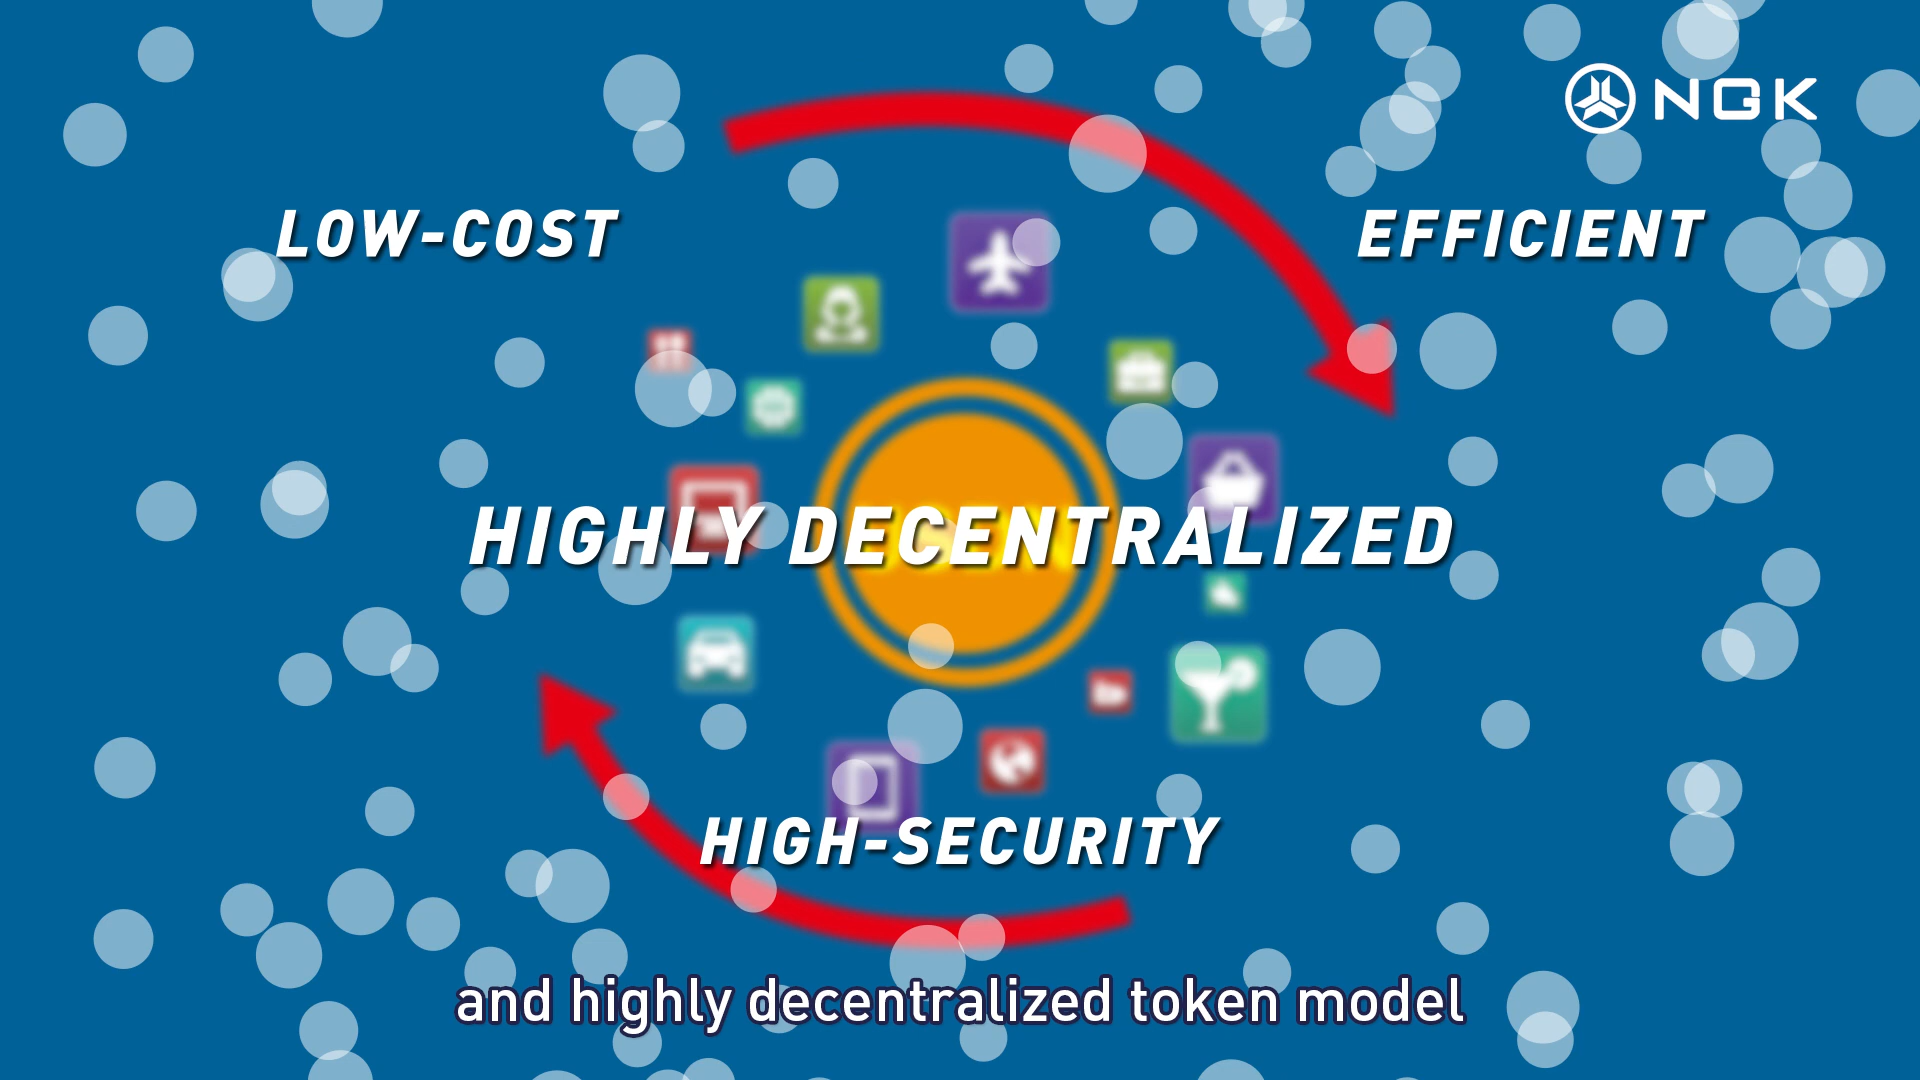 NGK
LOW-COST
EFFICIENT
HIGHLY DECENTRALIZED
HIGH-SECURITY
and highly decentralized token model